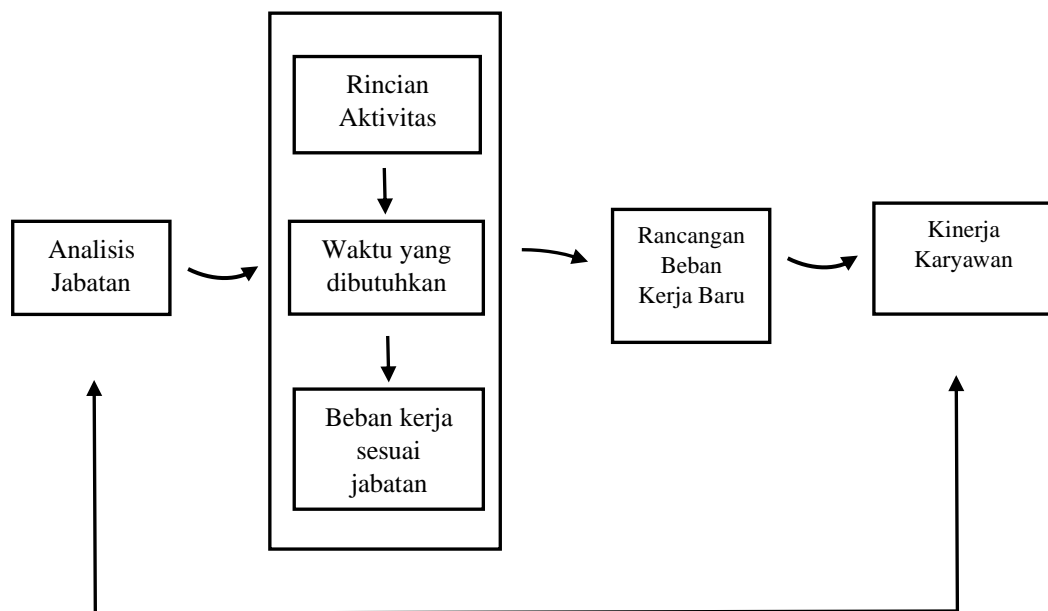 Analisis
Jabatan
Rincian
Aktivitas
Waktu yang
dibutuhkan
Beban kerja
sesuai
jabatan
Rancangan
Beban
Kerja Baru
Kinerja
Karyawan